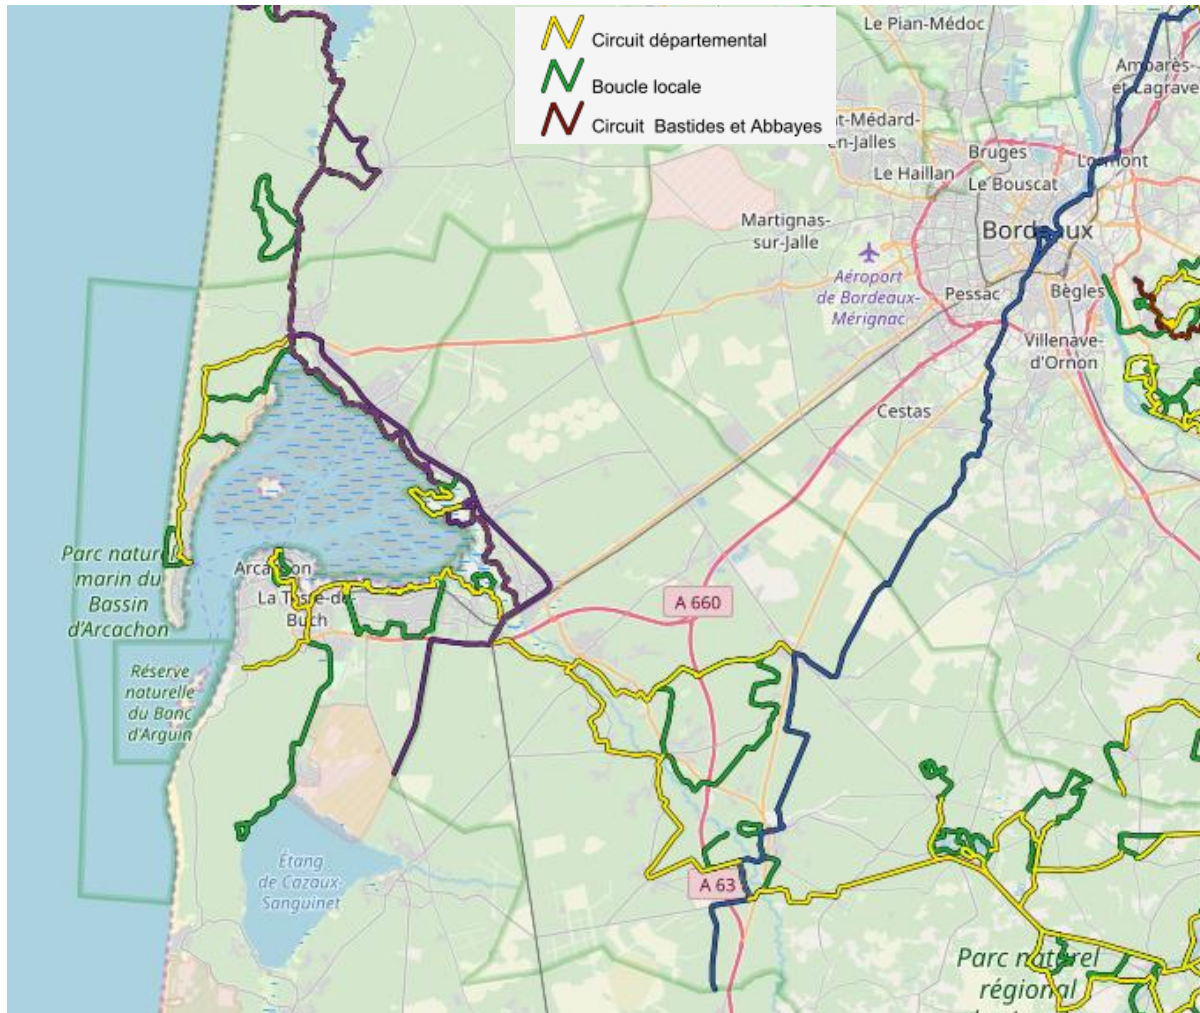 Circuit départemental
Boucle locale
Circuit Bastides et Abbayes
Le Pian-Médoc
Ambarès-
et-Lagrave
en-Jalles
Bruges
Lormont
Le Haillan
Le Bouscat
Martignas-
sur-Jalle
Bordeaux
Aéroport
de Bordeaux-
Mérignac
Pessac
Bègles
Villenave-
d'Ornon
Cestas
Parc nature
marin du
Bassin
d'Arcachon
Arcachon
La Teste-de-
Buch
A 660
Réserve
naturelle
du Banc
d'Arguin
Étang
de Cazaux-
Sanguinet
A 63
Parc naturel
régional